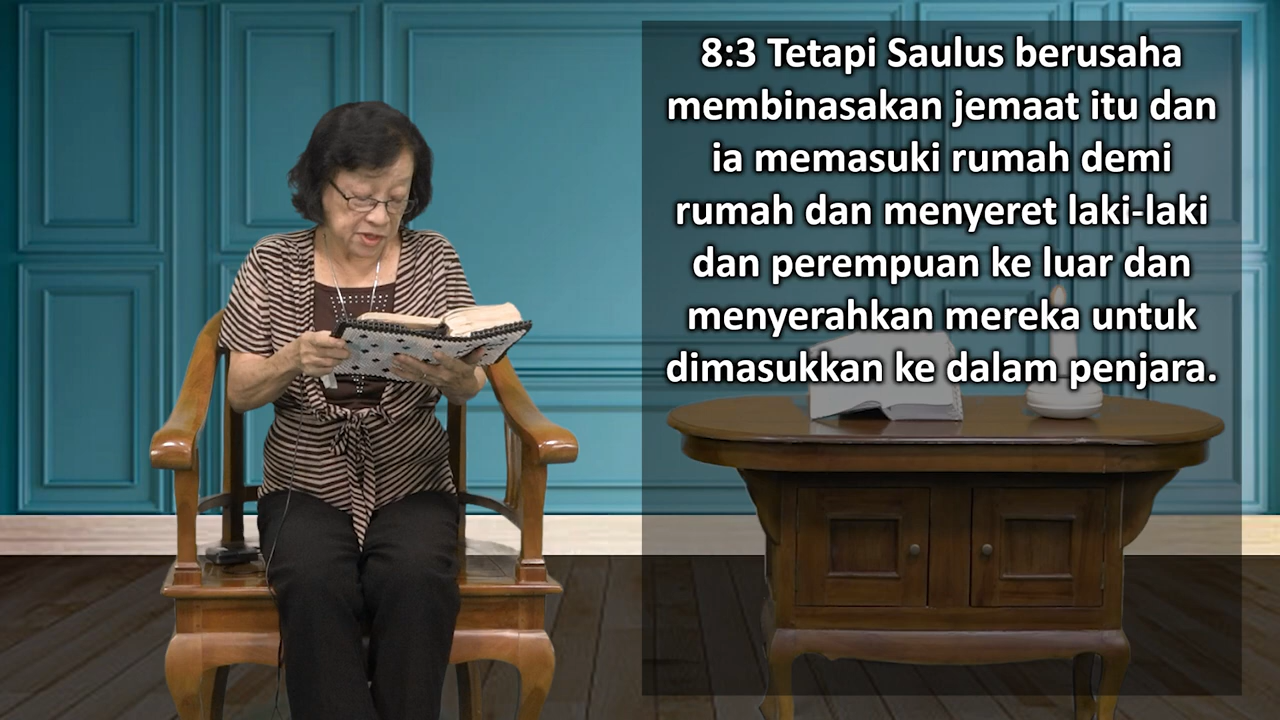 8:3 Tetapi Saulus berusaha
membinasakan jemaat itu dan
ia memasuki rumah demi
rumah dan menyeret laki-laki
dan perempuan ke luar dan
menyerahkan mereka untuk
dimasukkan ke dalam penjara.